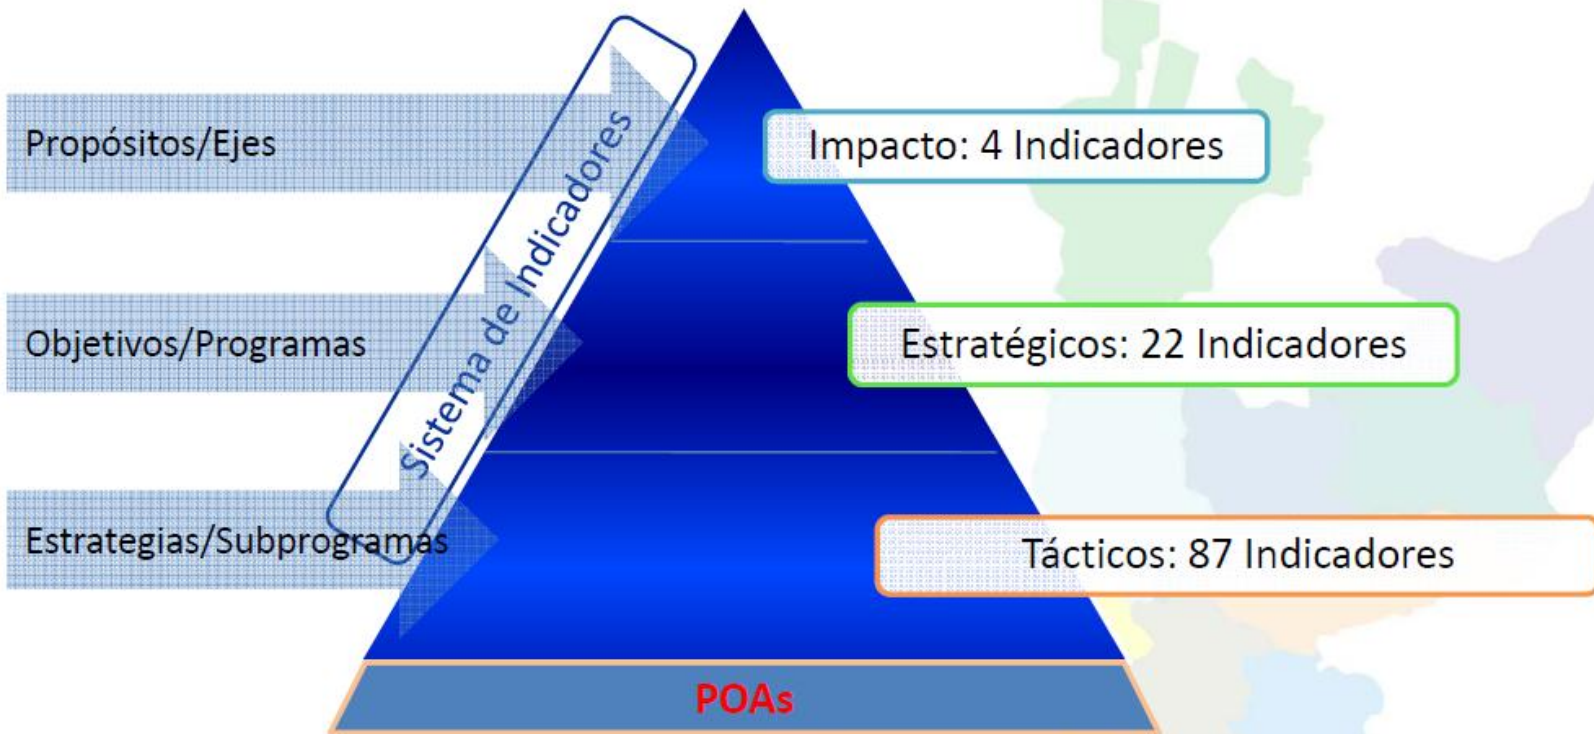 Propósitos/Ejes
Impacto: 4 Indicadores
Sistema de Indicadores
Objetivos/Programas
Estratégicos: 22 Indicadores
Estrategias/Subprogramas
Tácticos: 87 Indicadores
POAs